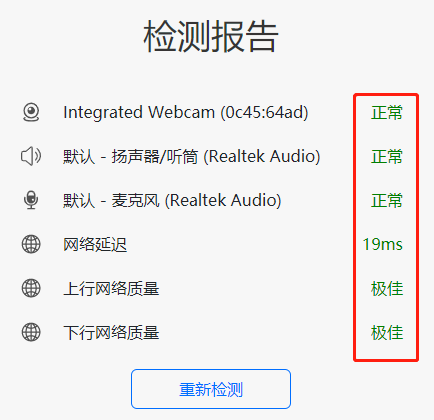 检测报告
Integrated Webcam (0c45:64ad) 正常
默认 - 扬声器/听筒 (Realtek Audio) 正常
默认 - 麦克风 (Realtek Audio) 正常
网络延迟 19ms
上行网络质量 极佳
下行网络质量 极佳
重新检测